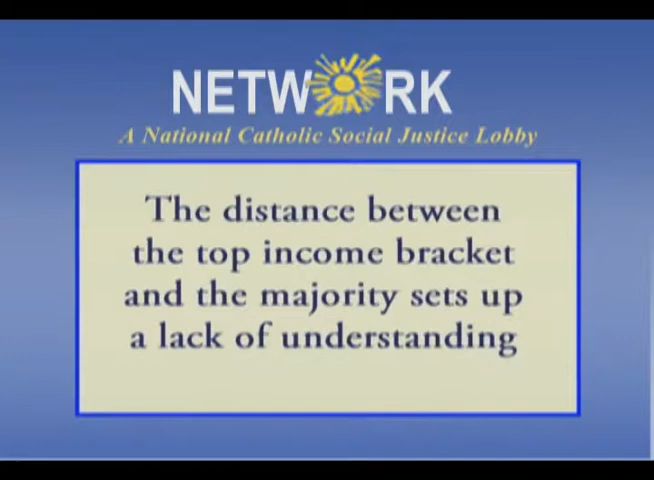 NETWORK
A National Catholic Social Justice Lobby
The distance between
the top income bracket
and the majority sets up
a lack of understanding